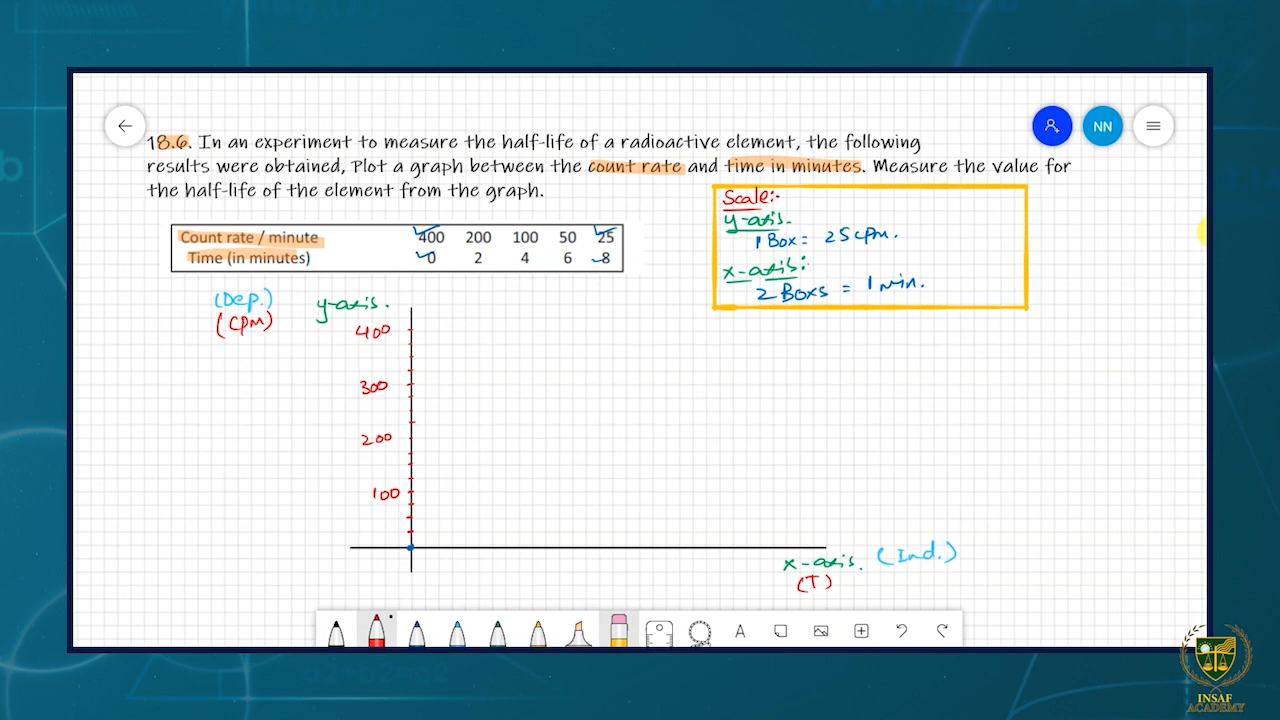 18.6. In an experiment to measure the half-life of a radioactive element, the following
results were obtained, Plot a graph between the count rate and time in minutes. Measure the value for
the half-life of the element from the graph.
NN
Scale:-
y-axis.
1 Box = 25 cpm.
x-axis:
2 Boxs = 1 min.
Count rate / minute 400 200 100 50 25
Time (in minutes) 0 2 4 6 8
(Dep.)
(cpm)
y-axis.
400
300
200
100
x-axis. (Ind.)
(T)
A
INSAF
ACADEMY